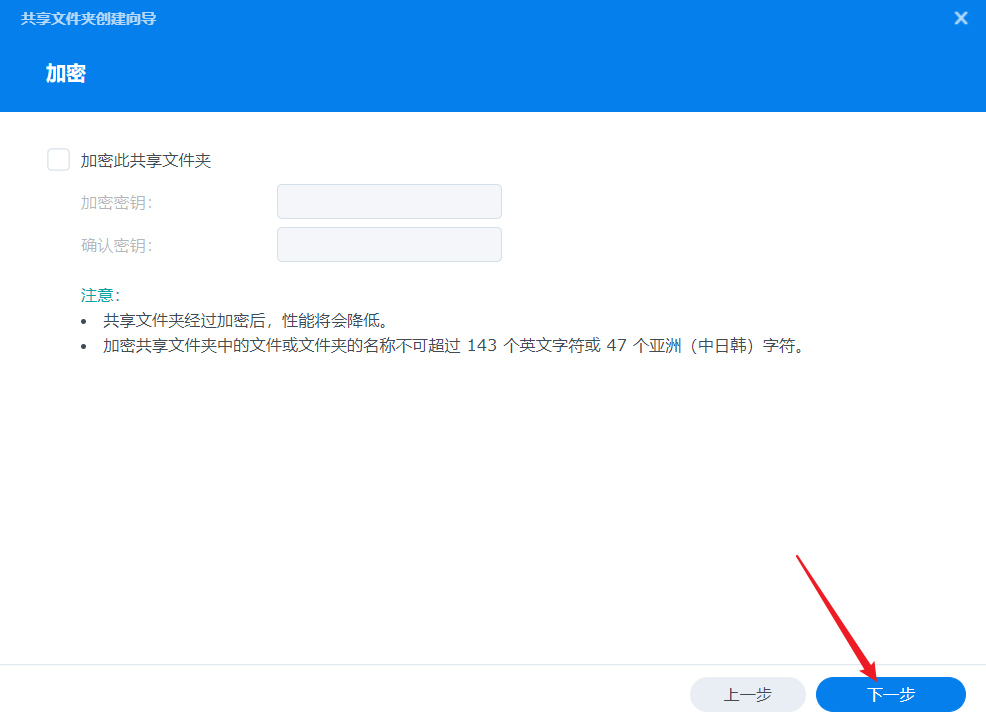 共享文件夹创建向导
加密
加密此共享文件夹
加密密钥：
确认密钥：
注意：
• 共享文件夹经过加密后，性能将会降低。
• 加密共享文件夹中的文件或文件夹的名称不可超过 143 个英文字符或 47 个亚洲（中日韩）字符。
上一步 下一步